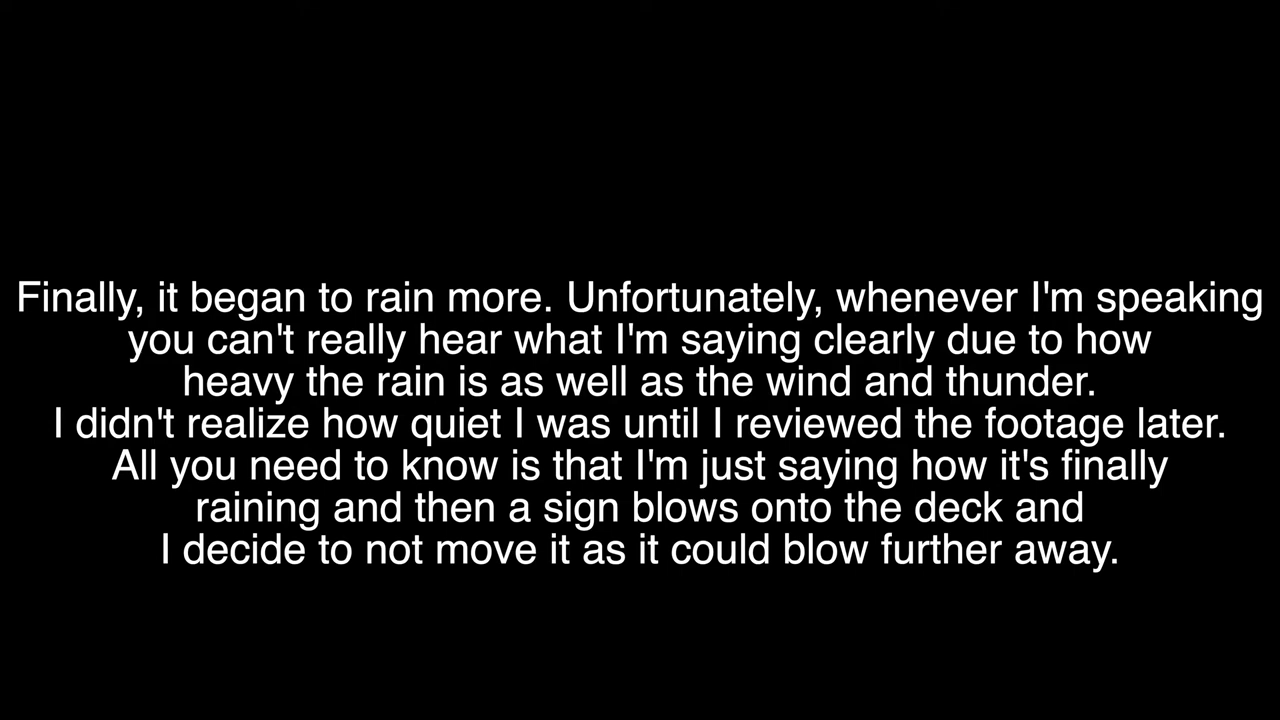 Finally, it began to rain more. Unfortunately, whenever I'm speaking
you can't really hear what I'm saying clearly due to how
heavy the rain is as well as the wind and thunder.
I didn't realize how quiet I was until I reviewed the footage later.
All you need to know is that I'm just saying how it's finally
raining and then a sign blows onto the deck and
I decide to not move it as it could blow further away.